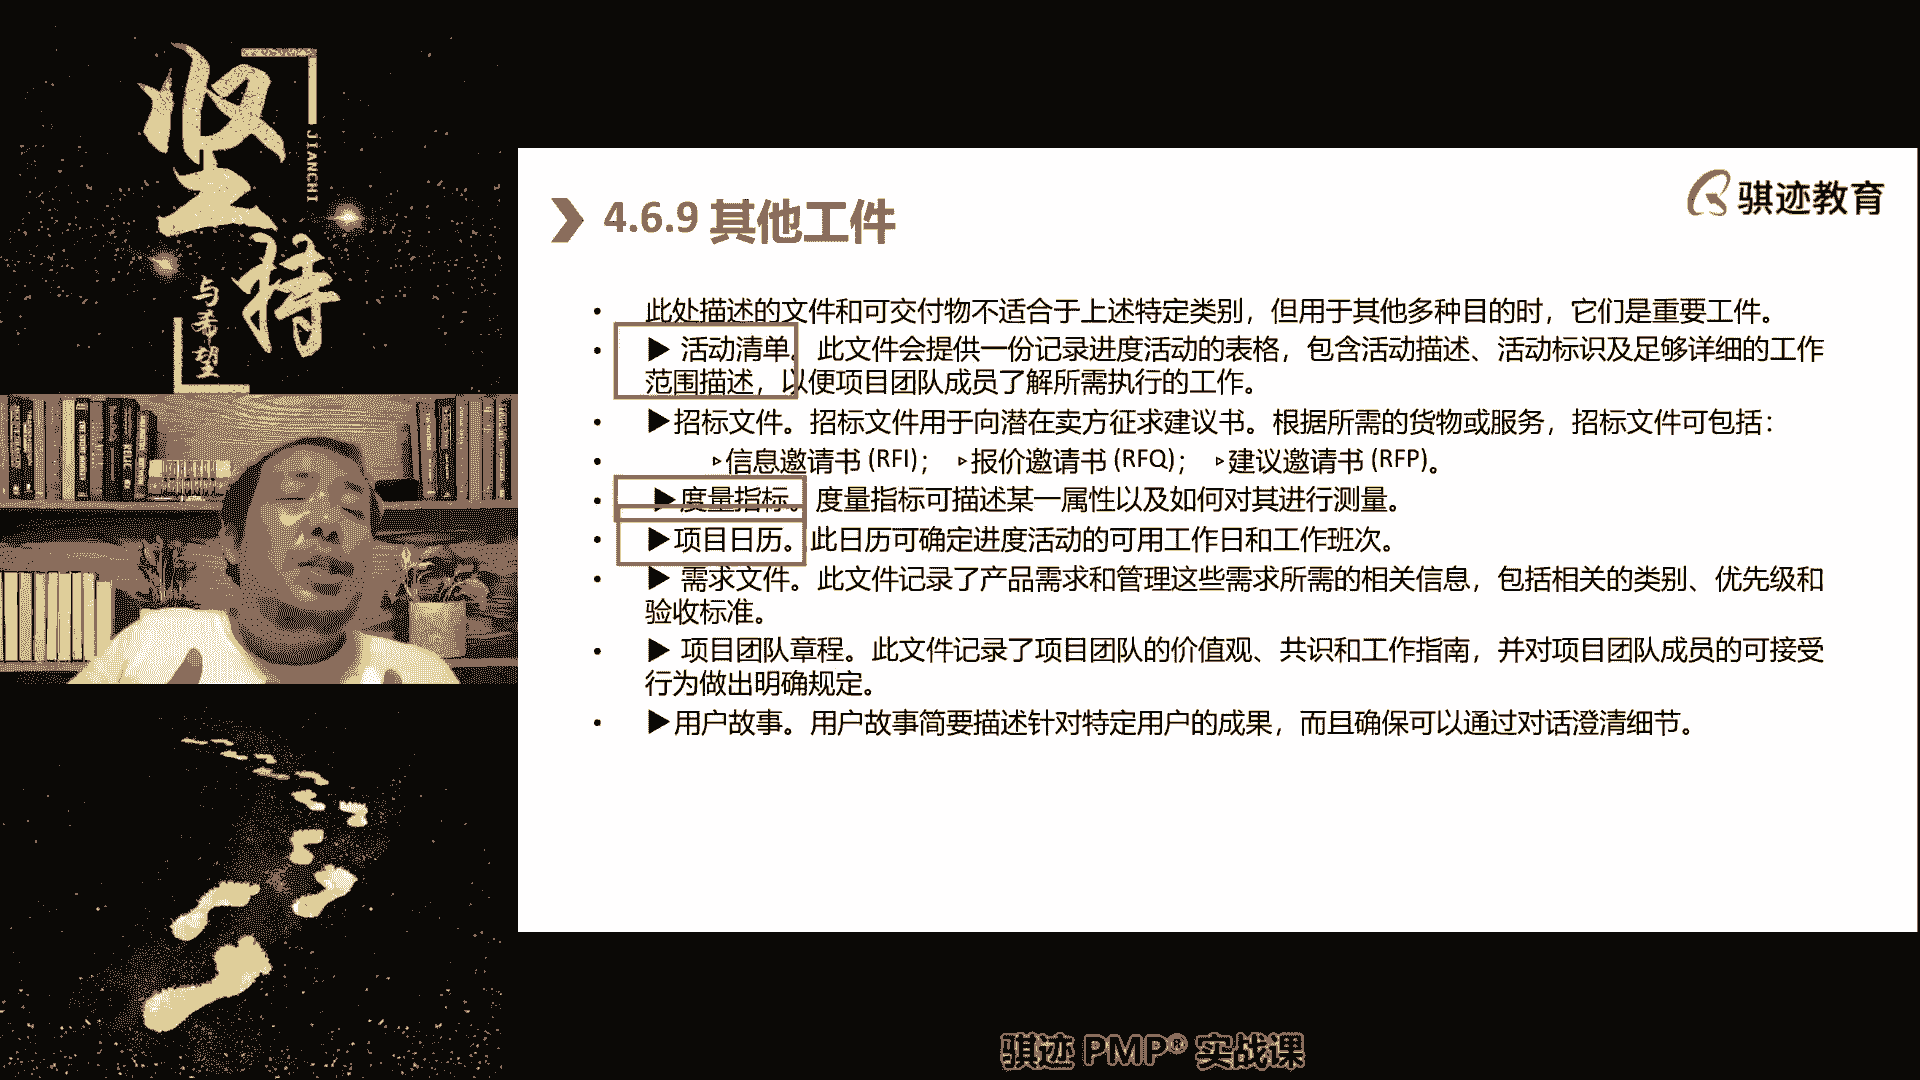 坚持
JIANCHI
与希望
骐迹教育
4.6.9 其他工件
• 此处描述的文件和可交付物不适合于上述特定类别，但用于其他多种目的时，它们是重要工件。
• ▶ 活动清单。此文件会提供一份记录进度活动的表格，包含活动描述、活动标识及足够详细的工作
范围描述，以便项目团队成员了解所需执行的工作。
• ▶招标文件。招标文件用于向潜在卖方征求建议书。根据所需的货物或服务，招标文件可包括：
• ▹信息邀请书 (RFI)； ▹报价邀请书 (RFQ)； ▹建议邀请书 (RFP)。
• ▶度量指标。度量指标可描述某一属性以及如何对其进行测量。
• ▶项目日历。此日历可确定进度活动的可用工作日和工作班次。
• ▶ 需求文件。此文件记录了产品需求和管理这些需求所需的相关信息，包括相关的类别、优先级和
验收标准。
• ▶ 项目团队章程。此文件记录了项目团队的价值观、共识和工作指南，并对项目团队成员的可接受
行为做出明确规定。
• ▶用户故事。用户故事简要描述针对特定用户的成果，而且确保可以通过对话澄清细节。
骐迹 PMP® 实战课